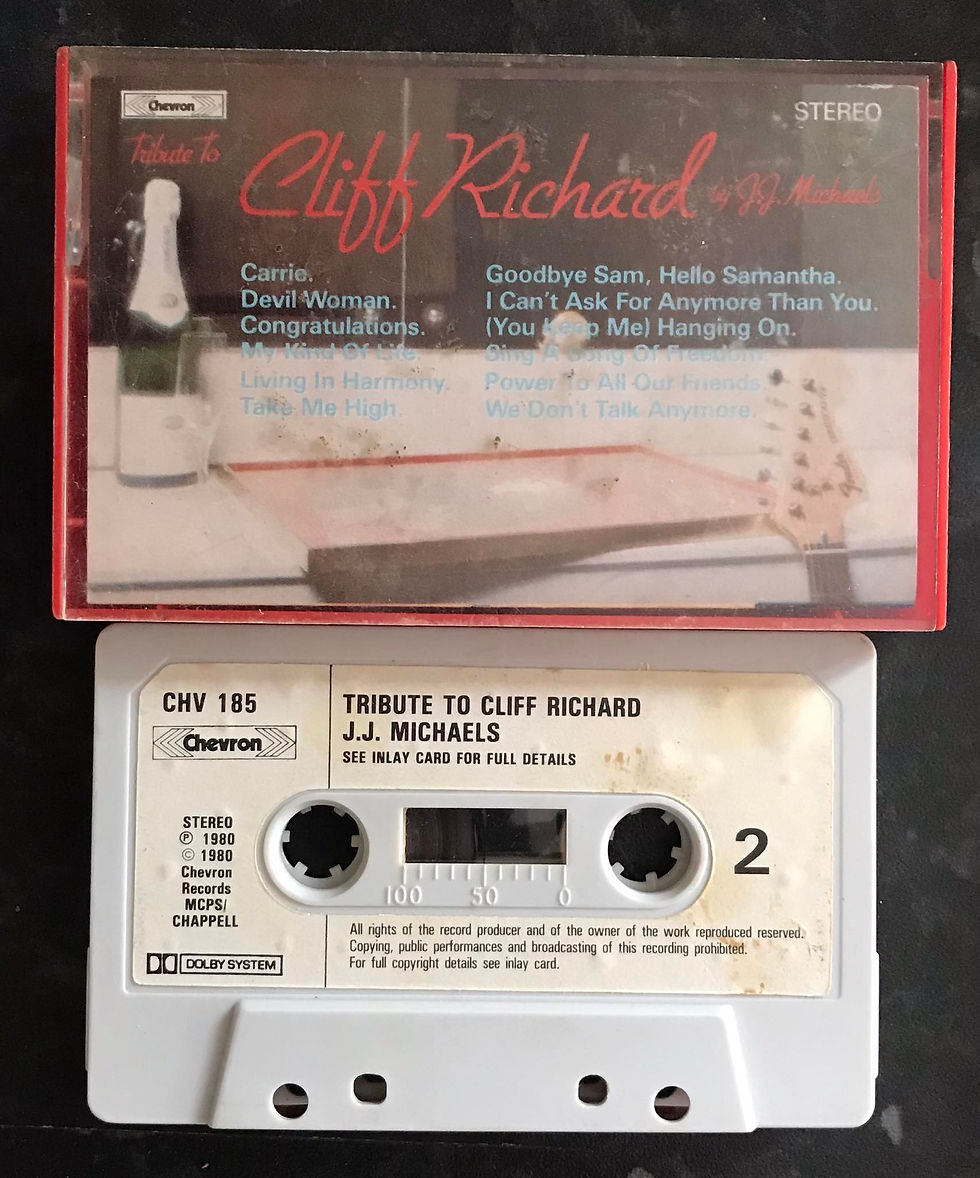 Chevron
STEREO
Tribute To
Cliff Richard by J.J. Michaels
Carrie.
Devil Woman.
Congratulations.
My Kind Of Life.
Living In Harmony.
Take Me High.
Goodbye Sam, Hello Samantha.
I Can't Ask For Anymore Than You.
(You Keep Me) Hanging On.
Sing A Song Of Freedom.
Power To All Our Friends.
We Don't Talk Anymore.
Fender
CHV 185
Chevron
STEREO
Ⓟ 1980
© 1980
Chevron
Records
MCPS/
CHAPPELL
DOLBY SYSTEM
TRIBUTE TO CLIFF RICHARD
J.J. MICHAELS
SEE INLAY CARD FOR FULL DETAILS
100 50 0
2
All rights of the record producer and of the owner of the work reproduced reserved.
Copying, public performances and broadcasting of this recording prohibited.
For full copyright details see inlay card.